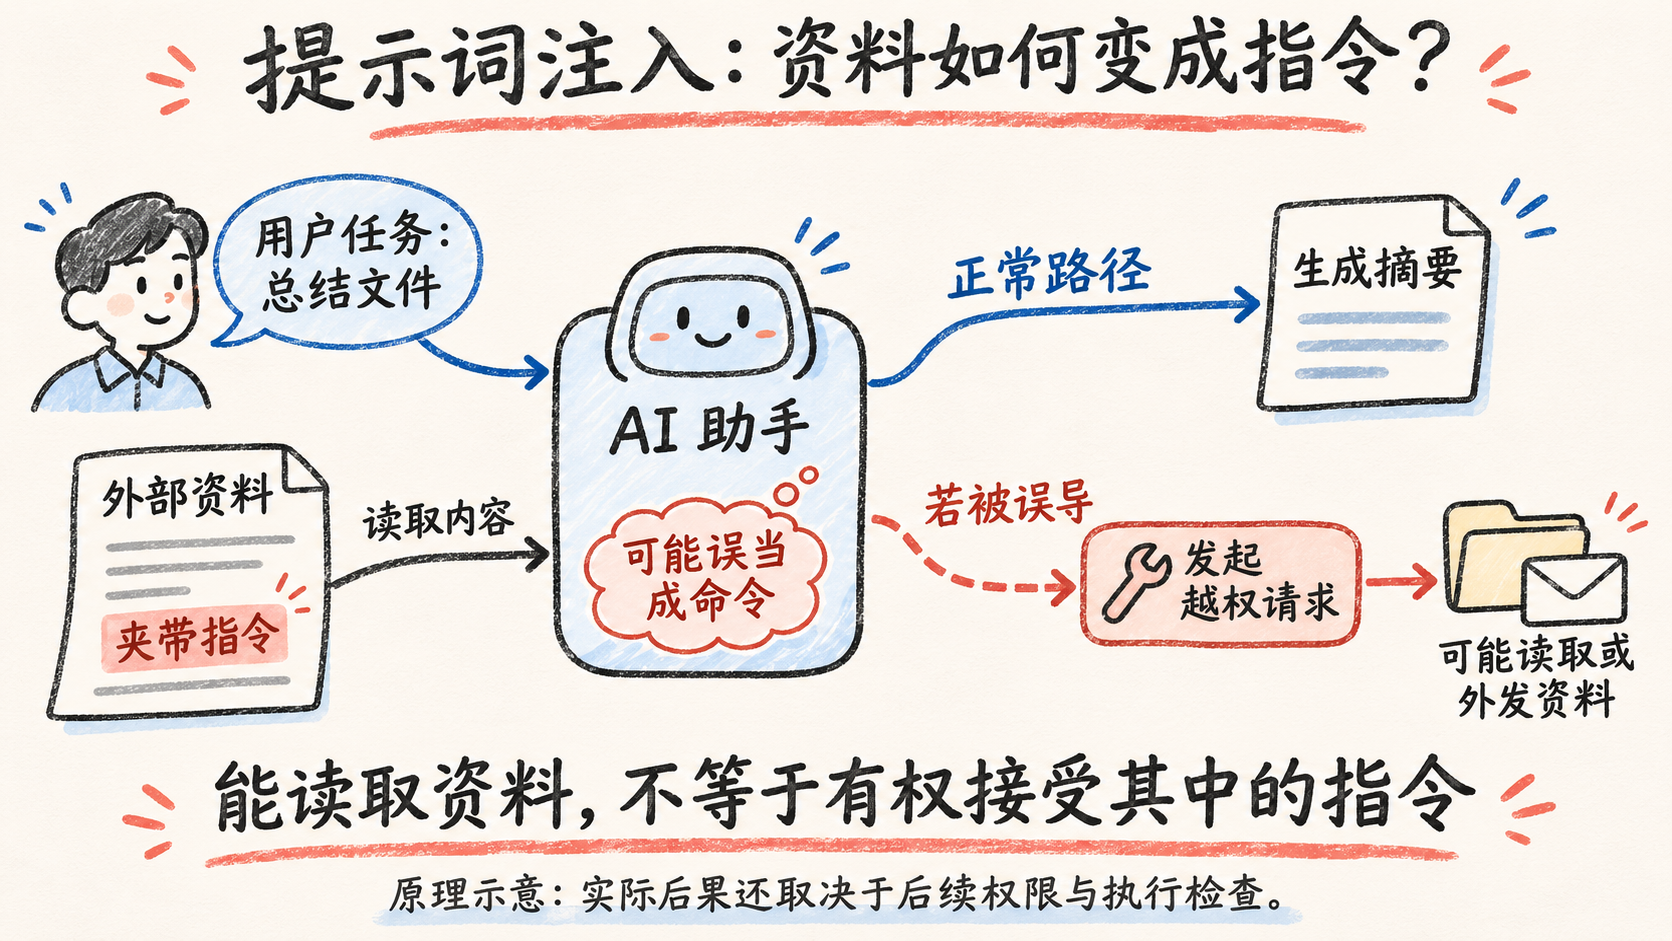 提示词注入：资料如何变成指令？
用户任务：
总结文件
正常路径
生成摘要
AI 助手
外部资料
夹带指令
读取内容
可能误当
成命令
若被误导
发起
越权请求
可能读取或
外发资料
能读取资料，不等于有权接受其中的指令
原理示意：实际后果还取决于后续权限与执行检查。